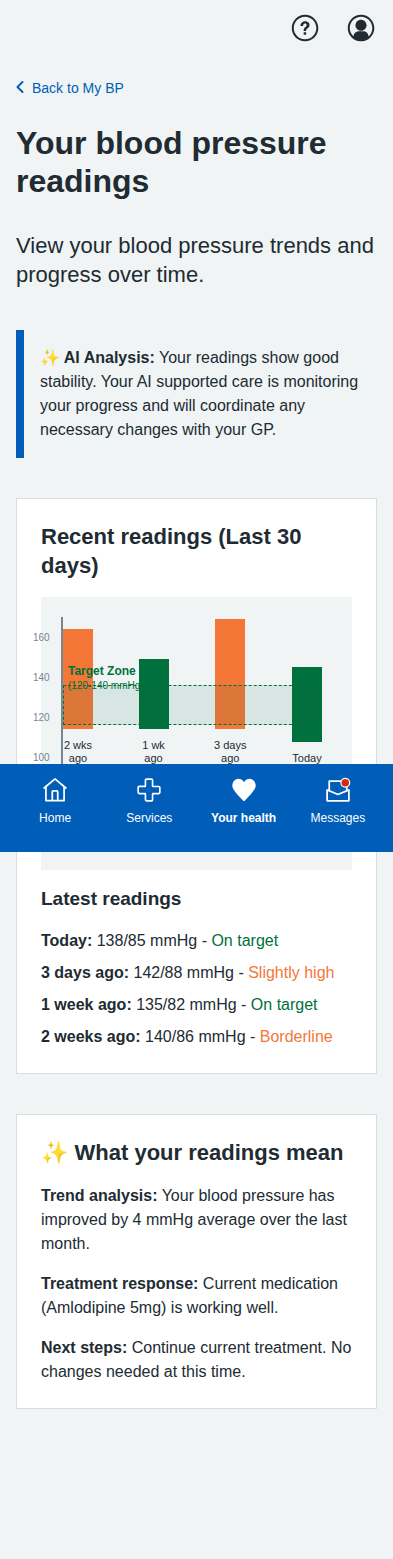 Back to My BP
Your blood pressure
readings
View your blood pressure trends and
progress over time.
✨ AI Analysis: Your readings show good
stability. Your AI supported care is monitoring
your progress and will coordinate any
necessary changes with your GP.
Recent readings (Last 30
days)
160
140
120
100
Target Zone
(120-140 mmHg
2 wks
ago
1 wk
ago
3 days
ago
Today
Home
Services
Your health
Messages
Latest readings
Today: 138/85 mmHg - On target
3 days ago: 142/88 mmHg - Slightly high
1 week ago: 135/82 mmHg - On target
2 weeks ago: 140/86 mmHg - Borderline
✨ What your readings mean
Trend analysis: Your blood pressure has
improved by 4 mmHg average over the last
month.
Treatment response: Current medication
(Amlodipine 5mg) is working well.
Next steps: Continue current treatment. No
changes needed at this time.